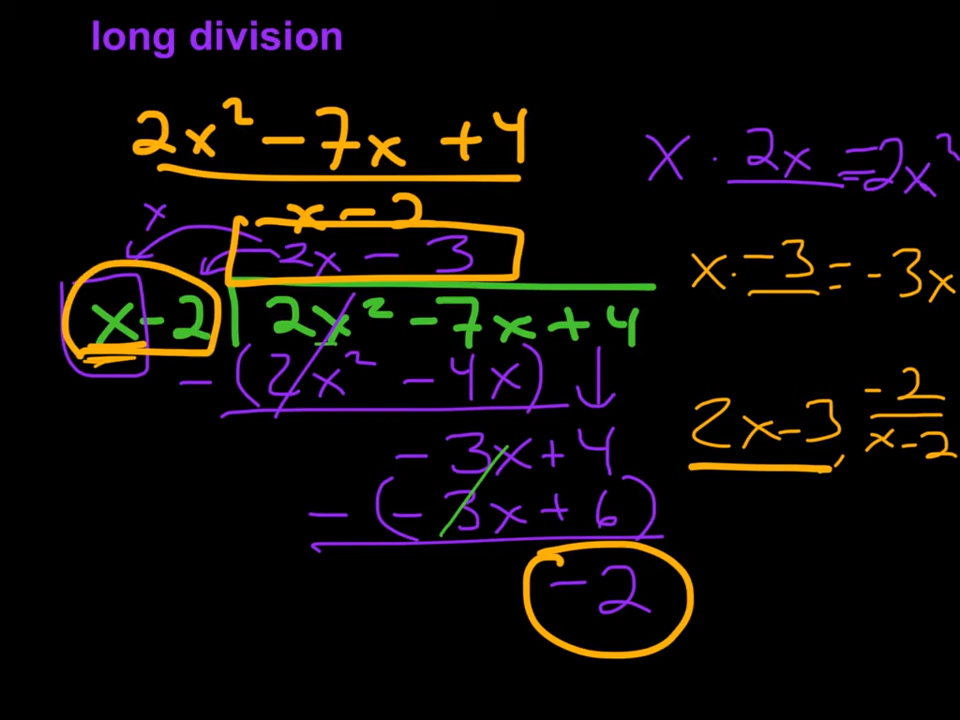 long division
2x² - 7x + 4
x - 2
x
2x - 3
x - 2 2x² - 7x + 4
- (2x² - 4x)
- 3x + 4
- (- 3x + 6)
- 2
x · 2x = 2x²
x · -3 = -3x
2x - 3, -2
x - 2